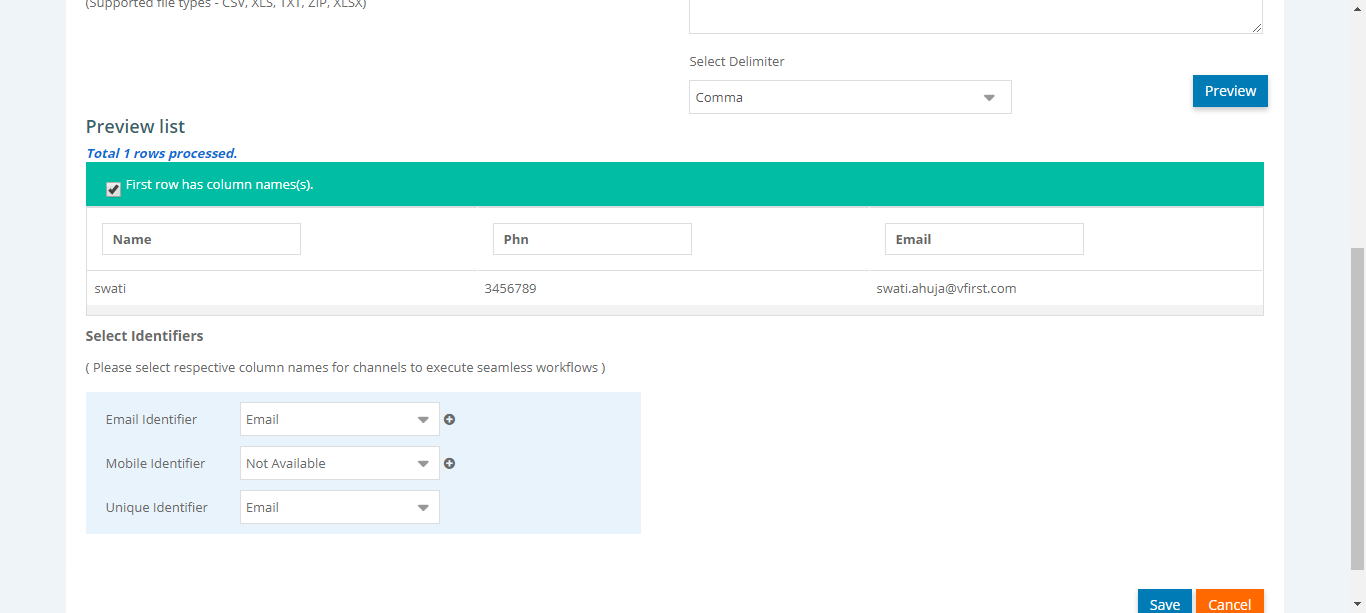 (Supported file types - CSV, XLS, TXT, ZIP, XLSX)
Select Delimiter
Comma
Preview
Preview list
Total 1 rows processed.
First row has column names(s).
Name Phn Email
swati 3456789 swati.ahuja@vfirst.com
Select Identifiers
( Please select respective column names for channels to execute seamless workflows )
Email Identifier Email
Mobile Identifier Not Available
Unique Identifier Email
Save Cancel